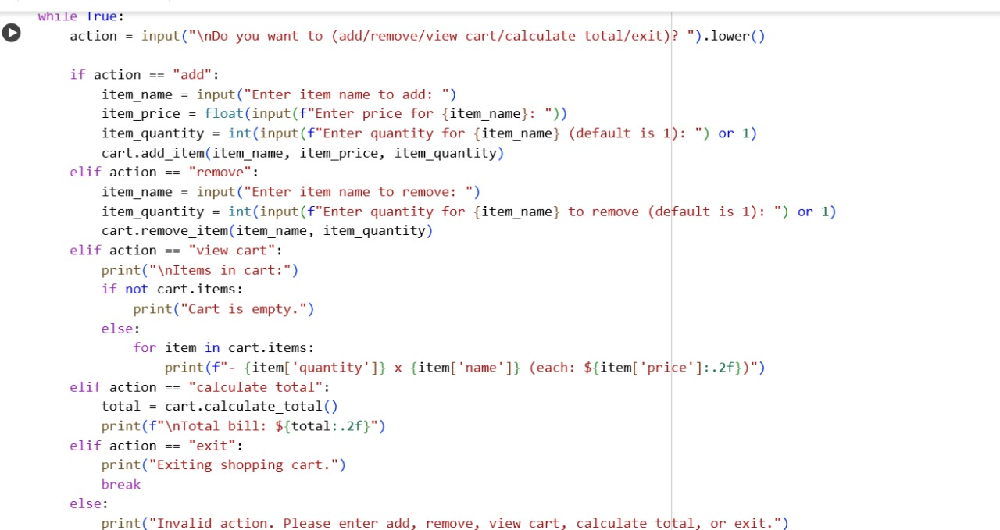 while True:
    action = input("\nDo you want to (add/remove/view cart/calculate total/exit)? ").lower()

    if action == "add":
        item_name = input("Enter item name to add: ")
        item_price = float(input(f"Enter price for {item_name}: "))
        item_quantity = int(input(f"Enter quantity for {item_name} (default is 1): ") or 1)
        cart.add_item(item_name, item_price, item_quantity)
    elif action == "remove":
        item_name = input("Enter item name to remove: ")
        item_quantity = int(input(f"Enter quantity for {item_name} to remove (default is 1): ") or 1)
        cart.remove_item(item_name, item_quantity)
    elif action == "view cart":
        print("\nItems in cart:")
        if not cart.items:
            print("Cart is empty.")
        else:
            for item in cart.items:
                print(f"- {item['quantity']} x {item['name']} (each: ${item['price']:.2f})")
    elif action == "calculate total":
        total = cart.calculate_total()
        print(f"\nTotal bill: ${total:.2f}")
    elif action == "exit":
        print("Exiting shopping cart.")
        break
    else:
        print("Invalid action. Please enter add, remove, view cart, calculate total, or exit.")